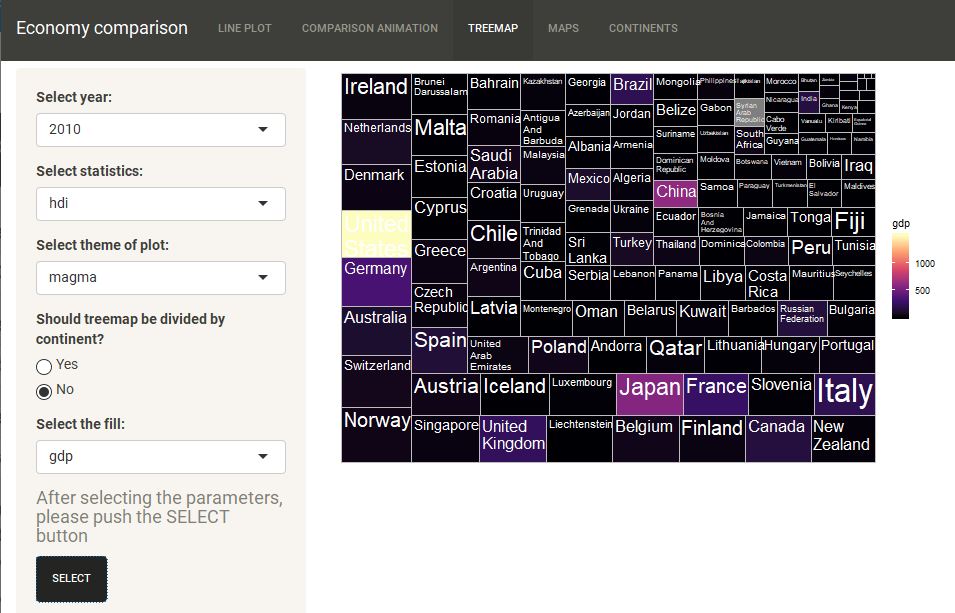 Economy comparison
LINE PLOT
COMPARISON ANIMATION
TREEMAP
MAPS
CONTINENTS
Select year:
2010
Select statistics:
hdi
Select theme of plot:
magma
Should treemap be divided by
continent?
Yes
No
Select the fill:
gdp
After selecting the parameters,
please push the SELECT
button
SELECT
Ireland
Netherlands
Denmark
United
States
Germany
Australia
Switzerland
Norway
Brunei
Darussalam
Malta
Estonia
Cyprus
Greece
Czech
Republic
Spain
Austria
Singapore
Bahrain
Romania
Saudi
Arabia
Croatia
Chile
Argentina
Latvia
United
Arab
Emirates
Iceland
United
Kingdom
Kazakhstan
Antigua
And
Barbuda
Malaysia
Uruguay
Trinidad
And
Tobago
Cuba
Montenegro
Poland
Luxembourg
Liechtenstein
Georgia
Azerbaijan
Albania
Mexico
Grenada
Sri
Lanka
Serbia
Oman
Andorra
Japan
Belgium
Brazil
Jordan
Armenia
Algeria
Ukraine
Turkey
Lebanon
Belarus
Qatar
France
Finland
Mongolia
Belize
Suriname
Dominican
Republic
China
Ecuador
Thailand
Panama
Kuwait
Lithuania
Slovenia
Canada
Philippines
Gabon
Uzbekistan
Moldova
Samoa
Bosnia
And
Herzegovina
Dominica
Libya
Barbados
Hungary
Italy
New
Zealand
Syrian
Arab
Republic
South
Africa
Botswana
Paraguay
Jamaica
Colombia
Costa
Rica
Russian
Federation
Portugal
Morocco
Nicaragua
Cabo
Verde
Guyana
Vietnam
Turkmenistan
Tonga
Peru
Mauritius
Bulgaria
Bhutan
India
Ghana
Kenya
Vanuatu
Kiribati
Guatemala
Namibia
Bolivia
Iraq
El
Salvador
Maldives
Fiji
Tunisia
Seychelles
gdp
1000
500